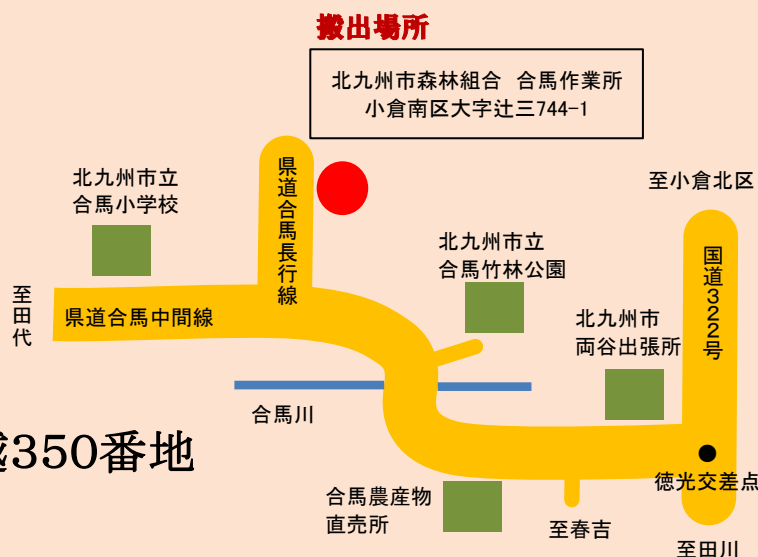 搬出場所
北九州市森林組合 合馬作業所
小倉南区大字辻三744-1
北九州市立
合馬小学校
県道合馬長行線
至小倉北区
北九州市立
合馬竹林公園
国道322号
至田代
県道合馬中間線
北九州市
両谷出張所
合馬川
越350番地
徳光交差点
合馬農産物
直売所
至春吉
至田川